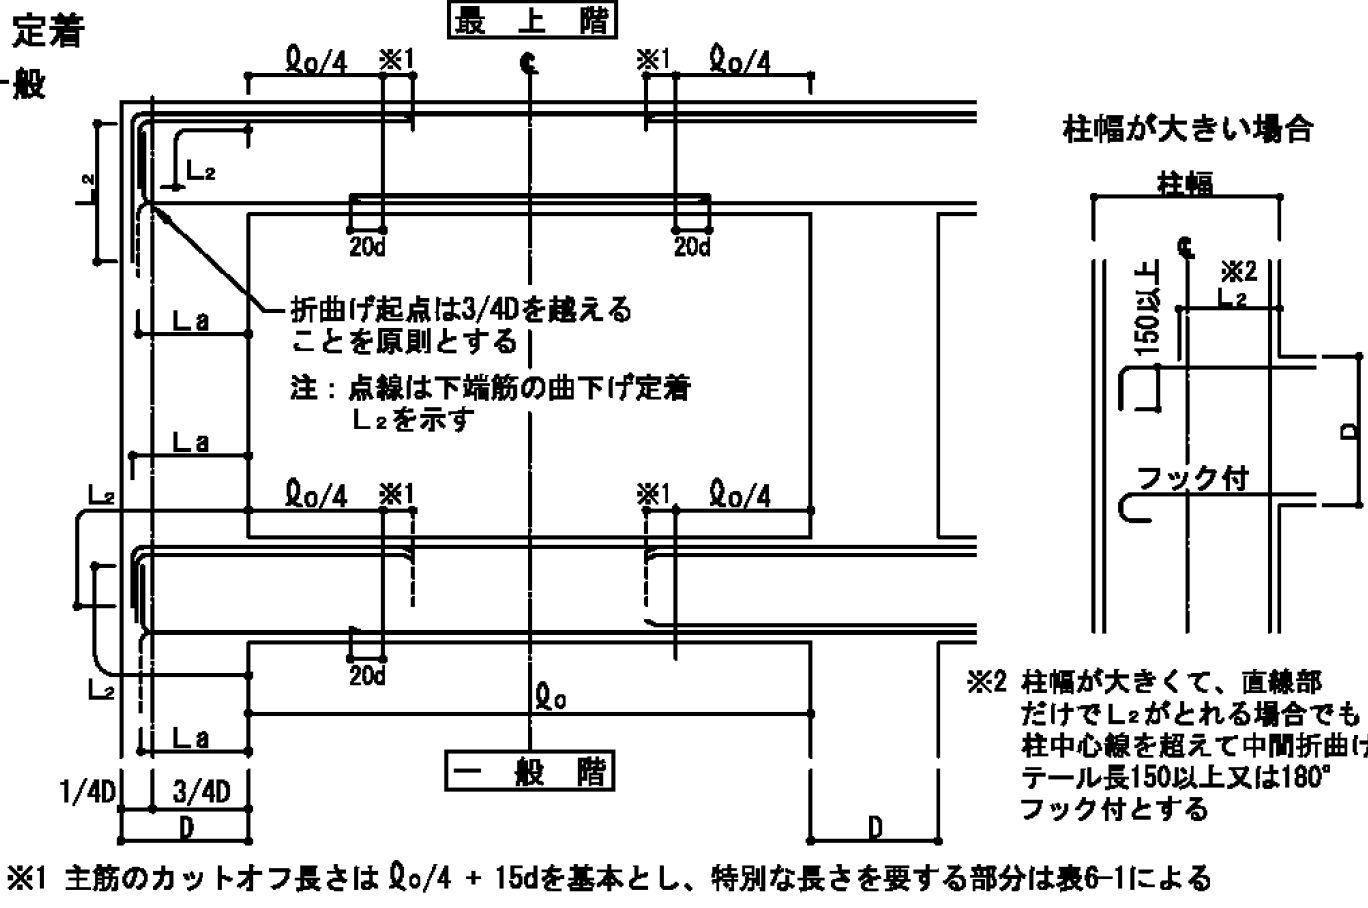 定着
一般
最上階
ℓo/4 ※1
℄
※1 ℓo/4
L₂
L₂
20d
20d
折曲げ起点は3/4Dを越える
ことを原則とする
注：点線は下端筋の曲下げ定着
L₂を示す
La
La
L₂
ℓo/4 ※1
※1 ℓo/4
20d
L₂
ℓo
La
一般階
1/4D 3/4D
D
D
柱幅が大きい場合
柱幅
℄
※2
L₂
150以上
D
フック付
※2 柱幅が大きくて、直線部
だけでL₂がとれる場合でも
柱中心線を超えて中間折曲げ
テール長150以上又は180°
フック付とする
※1 主筋のカットオフ長さは ℓo/4 + 15dを基本とし、特別な長さを要する部分は表6-1による